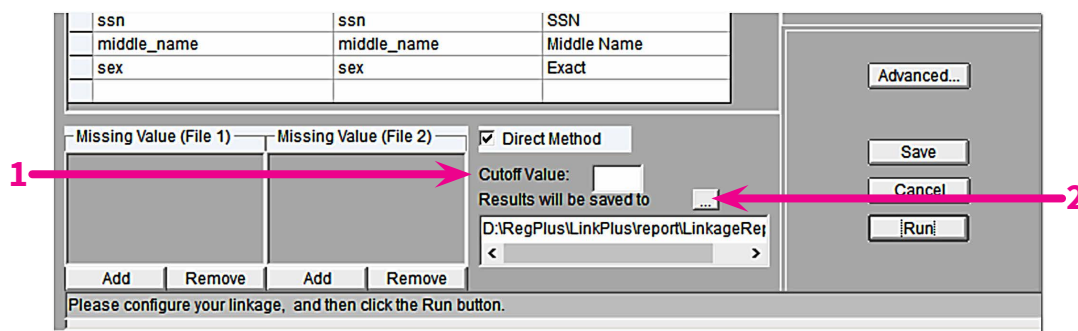 ssn ssn SSN
middle_name middle_name Middle Name
sex sex Exact
Advanced...
Missing Value (File 1) Missing Value (File 2) Direct Method
Save
1
Cutoff Value:
Cancel
2
Results will be saved to ...
Run
D:\RegPlus\LinkPlus\report\LinkageRep
< >
Add Remove Add Remove
Please configure your linkage, and then click the Run button.